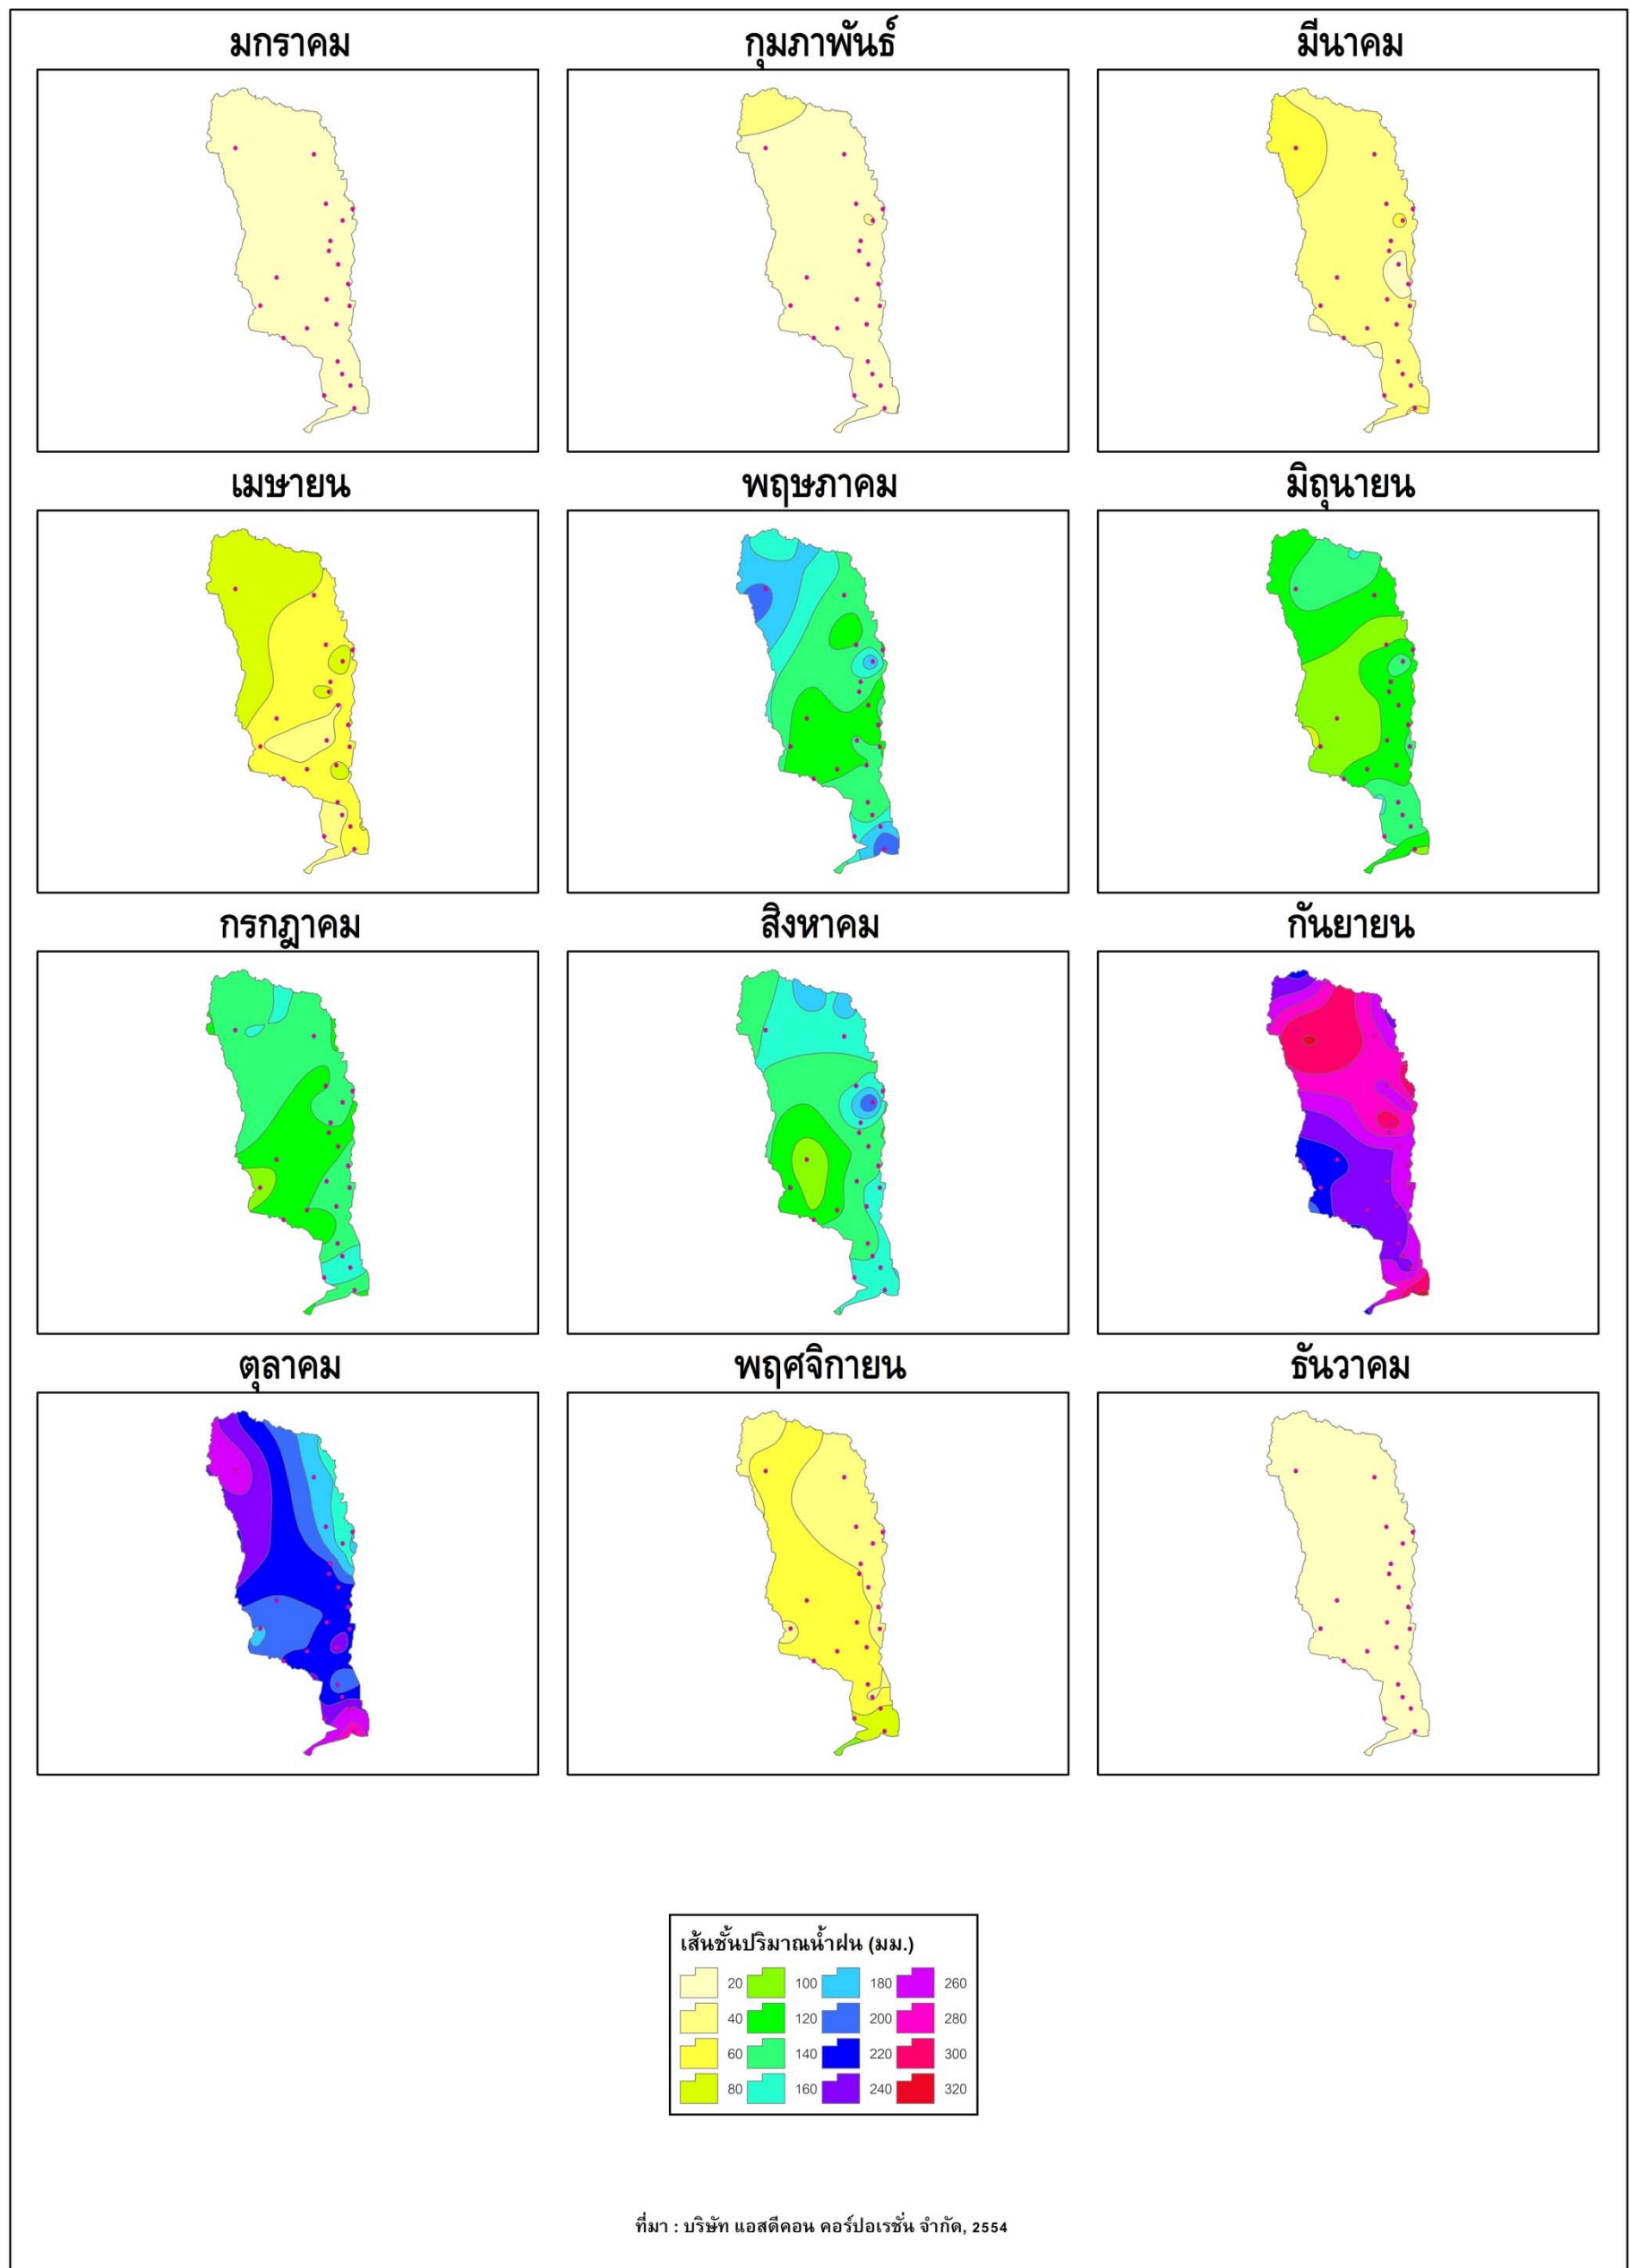 มกราคม
กุมภาพันธ์
มีนาคม
เมษายน
พฤษภาคม
มิถุนายน
กรกฎาคม
สิงหาคม
กันยายน
ตุลาคม
พฤศจิกายน
ธันวาคม
เส้นชั้นปริมาณน้ำฝน (มม.)
20 100 180 260
40 120 200 280
60 140 220 300
80 160 240 320
ที่มา : บริษัท แอสดีคอน คอร์ปอเรชั่น จำกัด, 2554